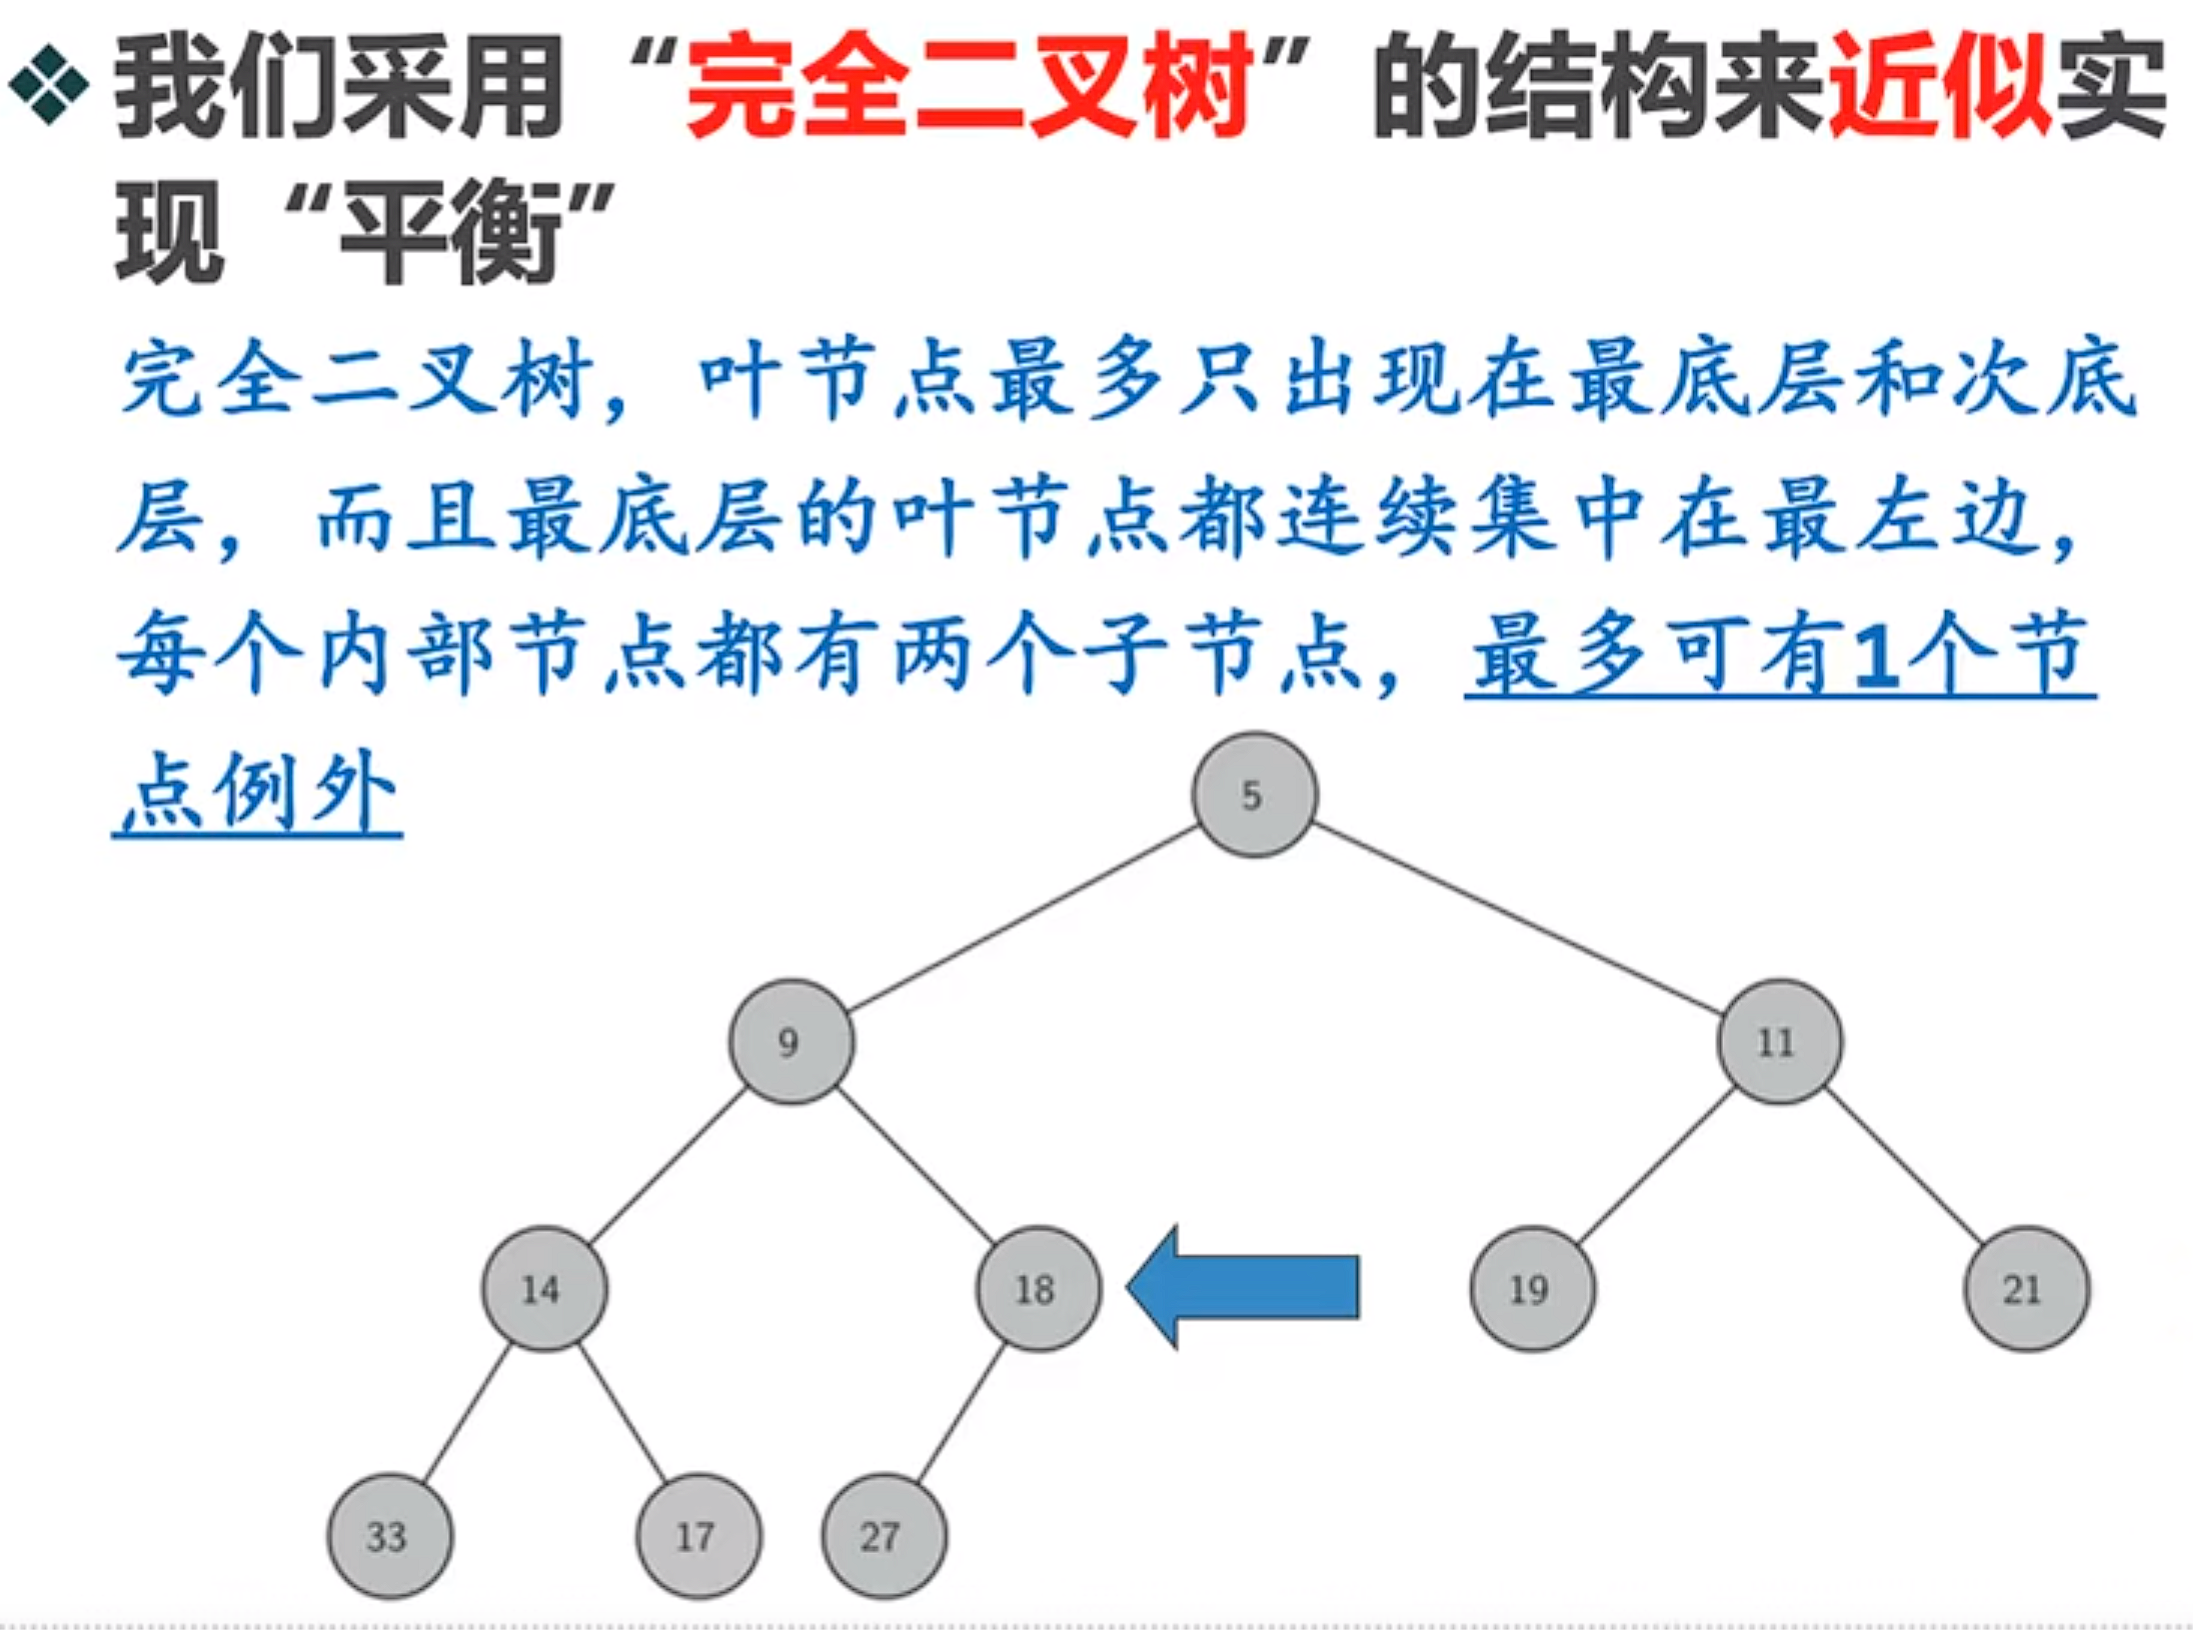 我们采用“完全二叉树”的结构来近似实
现“平衡”
完全二叉树，叶节点最多只出现在最底层和次底
层，而且最底层的叶节点都连续集中在最左边，
每个内部节点都有两个子节点，最多可有1个节
点例外
5
9
11
14
18
19
21
33
17
27